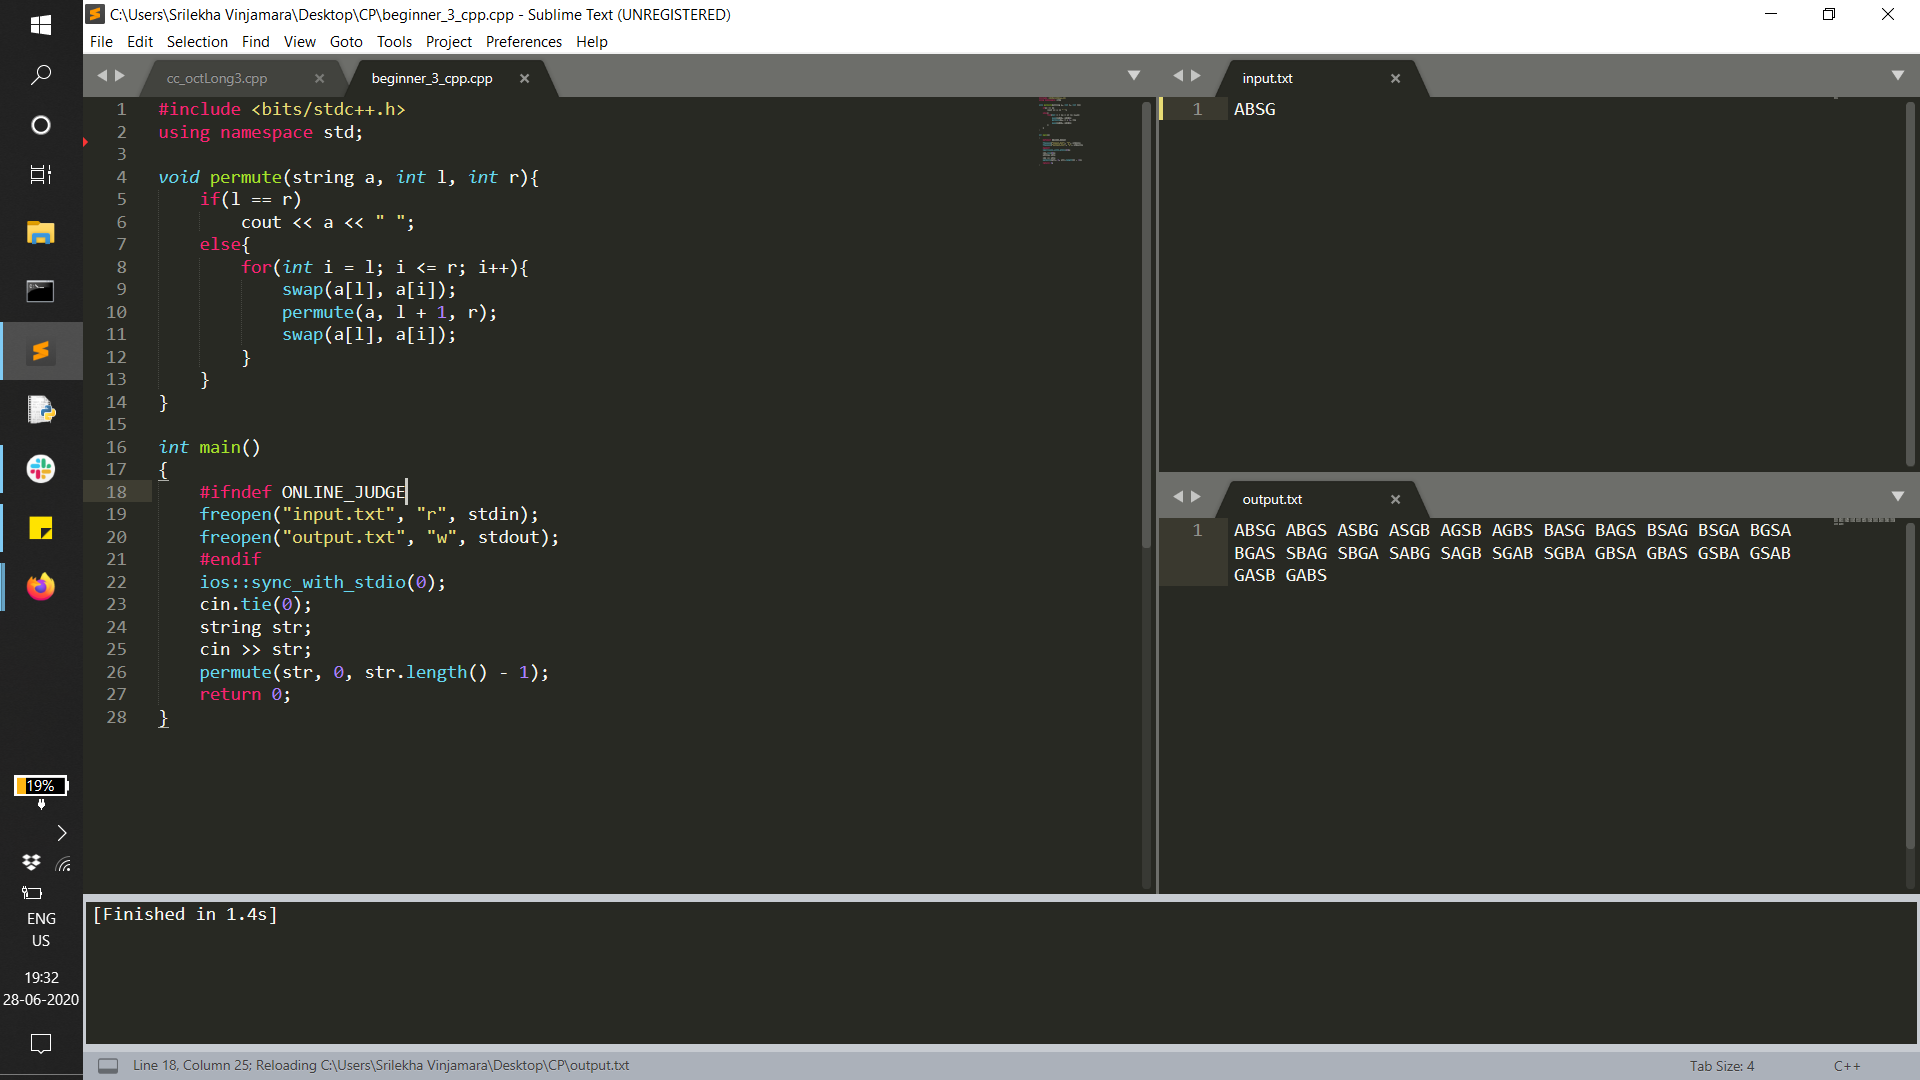 C:\Users\Srilekha Vinjamara\Desktop\CP\beginner_3_cpp.cpp - Sublime Text (UNREGISTERED)
File Edit Selection Find View Goto Tools Project Preferences Help
cc_octLong3.cpp
beginner_3_cpp.cpp
1 #include <bits/stdc++.h>
2 using namespace std;
3
4 void permute(string a, int l, int r){
5 if(l == r)
6 cout << a << " ";
7 else{
8 for(int i = l; i <= r; i++){
9 swap(a[l], a[i]);
10 permute(a, l + 1, r);
11 swap(a[l], a[i]);
12 }
13 }
14 }
15
16 int main()
17 {
18 #ifndef ONLINE_JUDGE
19 freopen("input.txt", "r", stdin);
20 freopen("output.txt", "w", stdout);
21 #endif
22 ios::sync_with_stdio(0);
23 cin.tie(0);
24 string str;
25 cin >> str;
26 permute(str, 0, str.length() - 1);
27 return 0;
28 }
input.txt
1 ABSG
output.txt
1 ABSG ABGS ASBG ASGB AGSB AGBS BASG BAGS BSAG BSGA BGSA
BGAS SBAG SBGA SABG SAGB SGAB SGBA GBSA GBAS GSBA GSAB
GASB GABS
[Finished in 1.4s]
Line 18, Column 25; Reloading C:\Users\Srilekha Vinjamara\Desktop\CP\output.txt
Tab Size: 4
C++
19%
ENG
US
19:32
28-06-2020